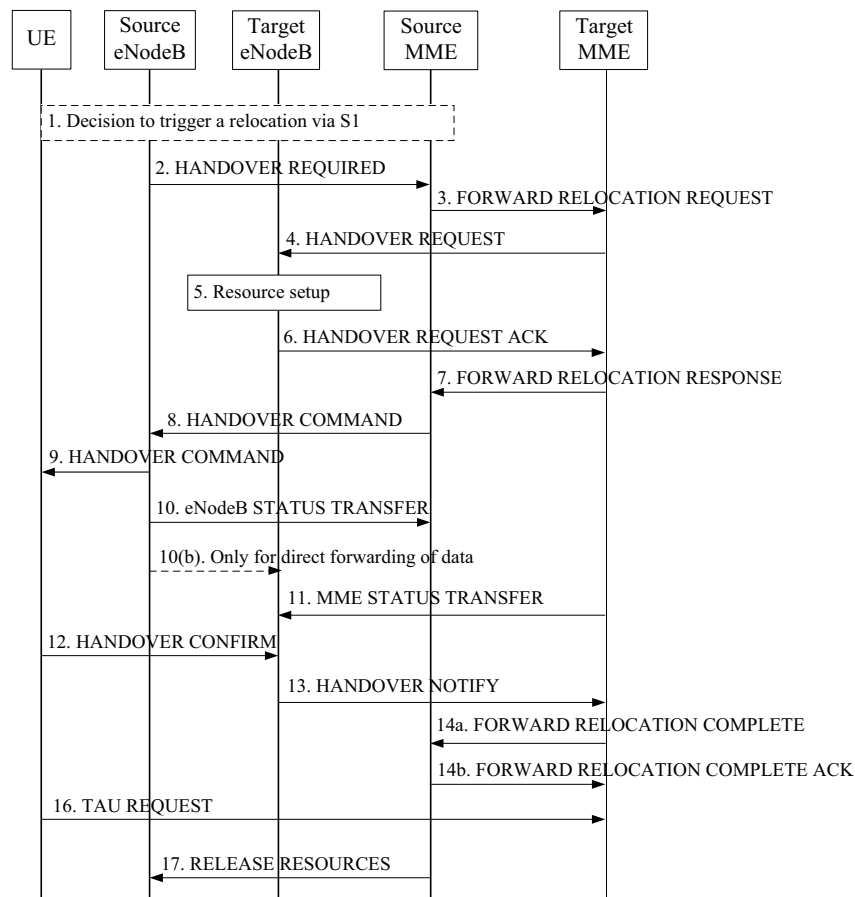 UE
Source
eNodeB
Target
eNodeB
Source
MME
Target
MME
1. Decision to trigger a relocation via S1
2. HANDOVER REQUIRED
3. FORWARD RELOCATION REQUEST
4. HANDOVER REQUEST
5. Resource setup
6. HANDOVER REQUEST ACK
7. FORWARD RELOCATION RESPONSE
8. HANDOVER COMMAND
9. HANDOVER COMMAND
10. eNodeB STATUS TRANSFER
10(b). Only for direct forwarding of data
11. MME STATUS TRANSFER
12. HANDOVER CONFIRM
13. HANDOVER NOTIFY
14a. FORWARD RELOCATION COMPLETE
14b. FORWARD RELOCATION COMPLETE ACK
16. TAU REQUEST
17. RELEASE RESOURCES